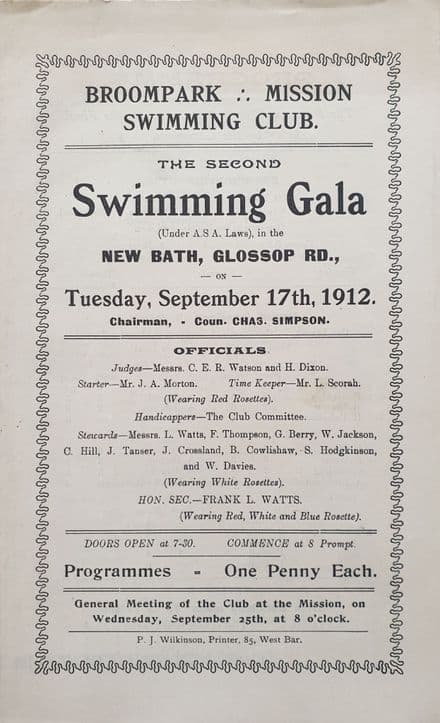 BROOMPARK ∴ MISSION
SWIMMING CLUB.
THE SECOND
Swimming Gala
(Under A.S A. Laws), in the
NEW BATH, GLOSSOP RD.,
— ON —
Tuesday, September 17th, 1912.
Chairman, - Coun. CHAS. SIMPSON.
OFFICIALS.
Judges—Messrs. C. E. R. Watson and H. Dixon.
Starter—Mr. J. A. Morton. Time Keeper—Mr. L. Scorah.
(Wearing Red Rosettes).
Handicappers—The Club Committee.
Stewards—Messrs. L. Watts, F. Thompson, G. Berry, W. Jackson,
C. Hill, J. Tanser, J. Crossland, B. Cowlishaw, S. Hodgkinson,
and W. Davies.
(Wearing White Rosettes).
HON. SEC.—FRANK L. WATTS.
(Wearing Red, White and Blue Rosette).
DOORS OPEN at 7-30. COMMENCE at 8 Prompt.
Programmes - One Penny Each.
General Meeting of the Club at the Mission, on
Wednesday, September 25th, at 8 o'clock.
P. J. Wilkinson, Printer, 85, West Bar.